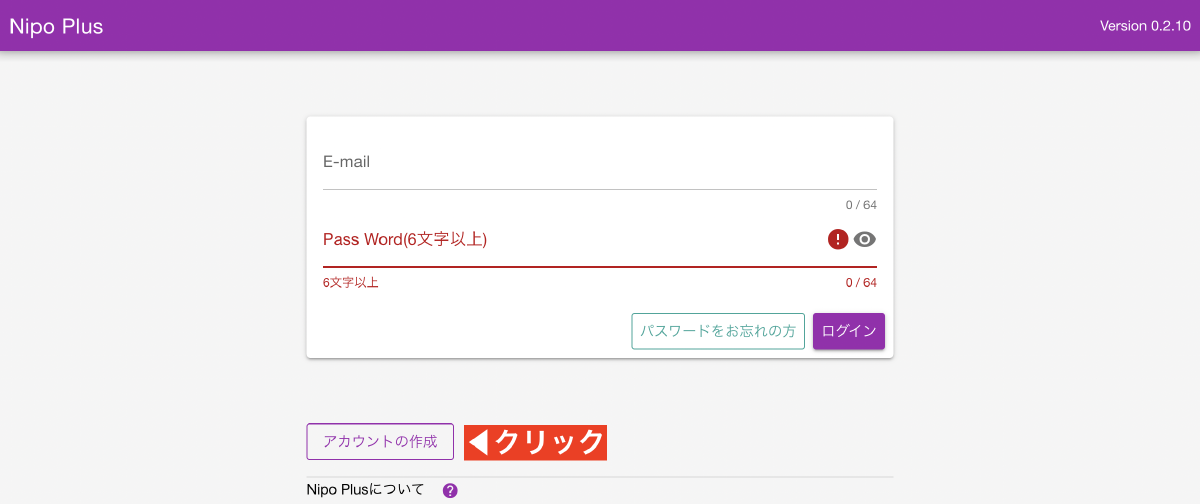 Nipo Plus
Version 0.2.10
E-mail
0 / 64
Pass Word(6文字以上)
6文字以上
0 / 64
パスワードをお忘れの方
ログイン
アカウントの作成
◀クリック
Nipo Plusについて